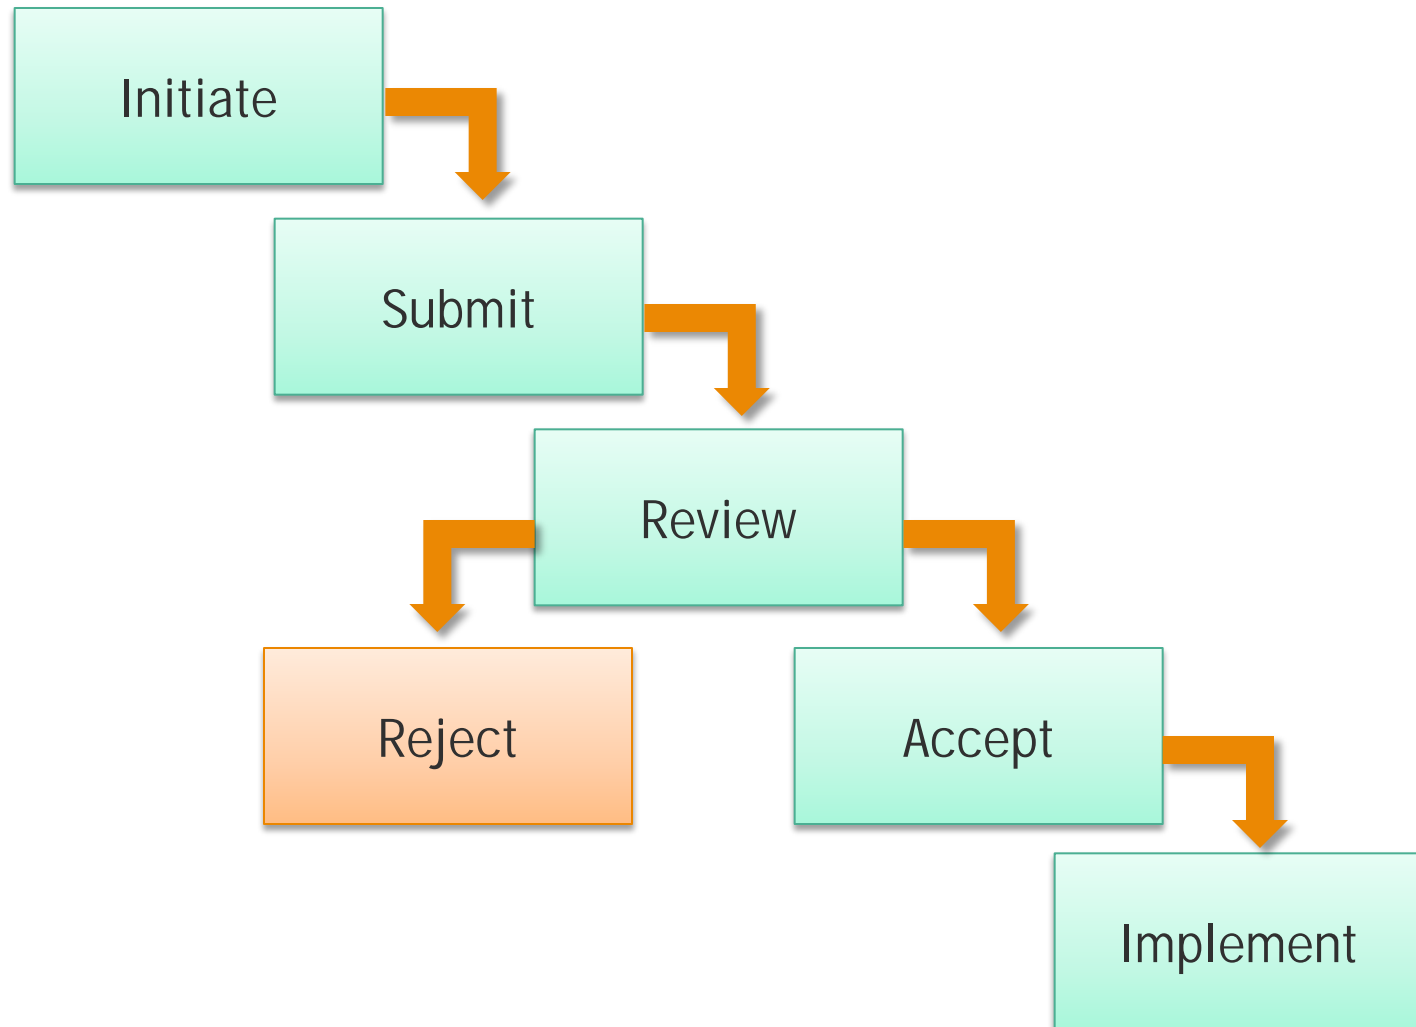 Initiate
Submit
Review
Reject
Accept
Implement